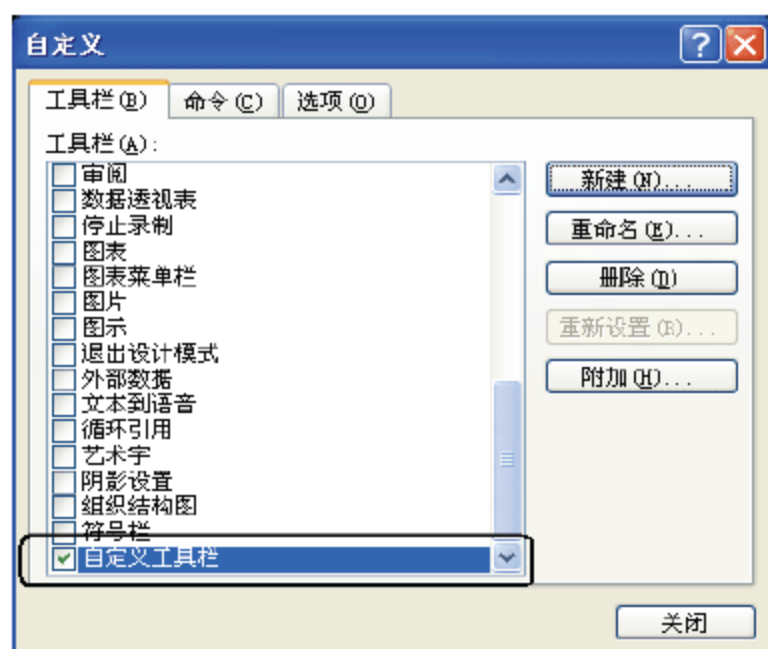 自定义
工具栏(B) 命令(C) 选项(O)
工具栏(A):
审阅
数据透视表
停止录制
图表
图表菜单栏
图片
图示
退出设计模式
外部数据
文本到语音
循环引用
艺术字
阴影设置
组织结构图
符号栏
自定义工具栏
新建(N)...
重命名(E)...
删除(D)
重新设置(R)...
附加(H)...
关闭